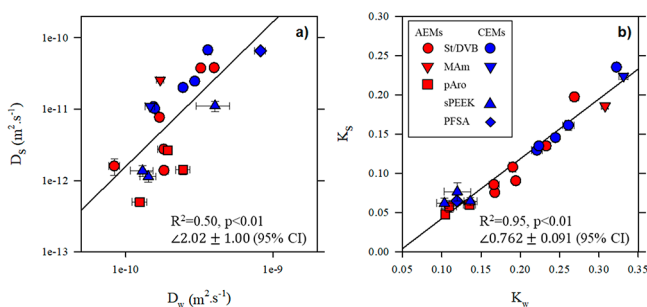 a)
1e-10
1e-11
1e-12
1e-13
Dₛ (m².s⁻¹)
R²=0.50, p<0.01
∠2.02 ± 1.00 (95% CI)
1e-10 1e-9
D_w (m².s⁻¹)
b)
0.30
0.25
0.20
0.15
0.10
0.05
0.00
Kₛ
AEMs CEMs
St/DVB
MAm
pAro
sPEEK
PFSA
R²=0.95, p<0.01
∠0.762 ± 0.091 (95% CI)
0.05 0.10 0.15 0.20 0.25 0.30 0.35
K_w